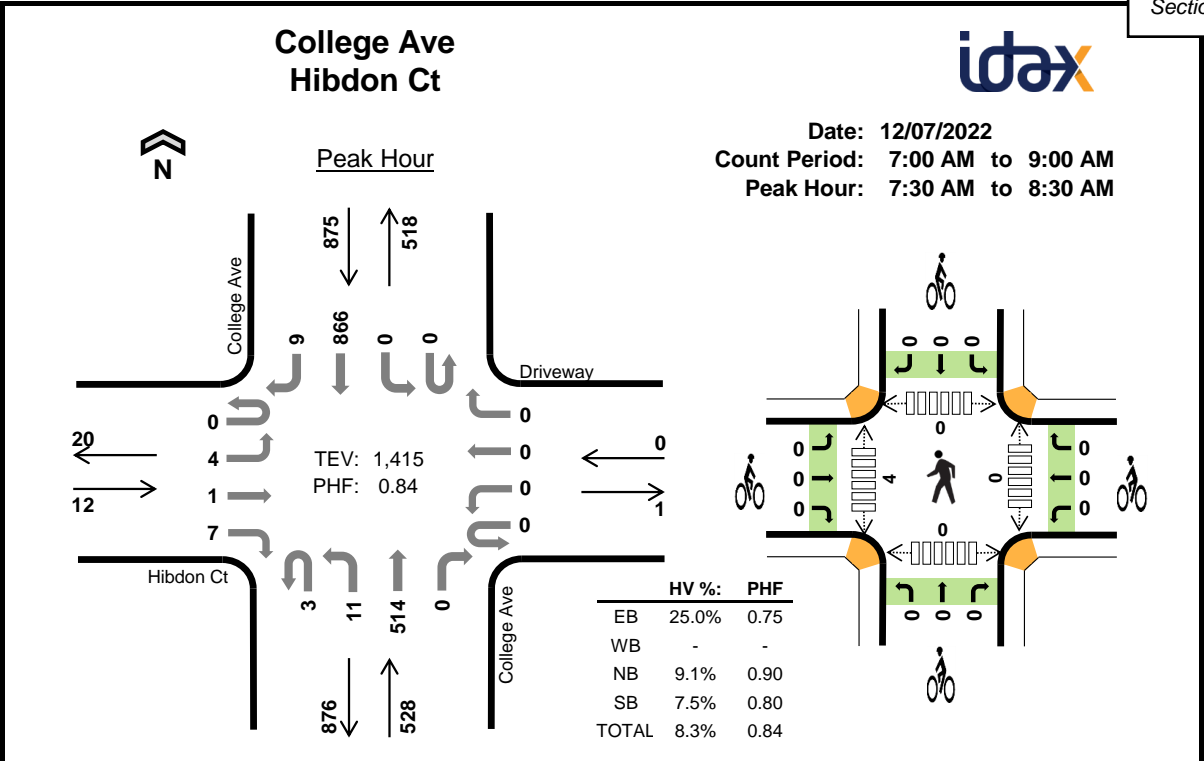 Sectio
College Ave
Hibdon Ct
idax
Date: 12/07/2022
Count Period: 7:00 AM to 9:00 AM
Peak Hour: 7:30 AM to 8:30 AM
N
Peak Hour
875
518
College Ave
9
866
0
0
Driveway
0
4
1
7
20
12
TEV: 1,415
PHF: 0.84
0
0
0
0
0
1
Hibdon Ct
3
11
514
0
College Ave
876
528
HV %: PHF
EB 25.0% 0.75
WB - -
NB 9.1% 0.90
SB 7.5% 0.80
TOTAL 8.3% 0.84
0 0 0
0
0
0
0
4
0
0
0
0
0
0 0 0